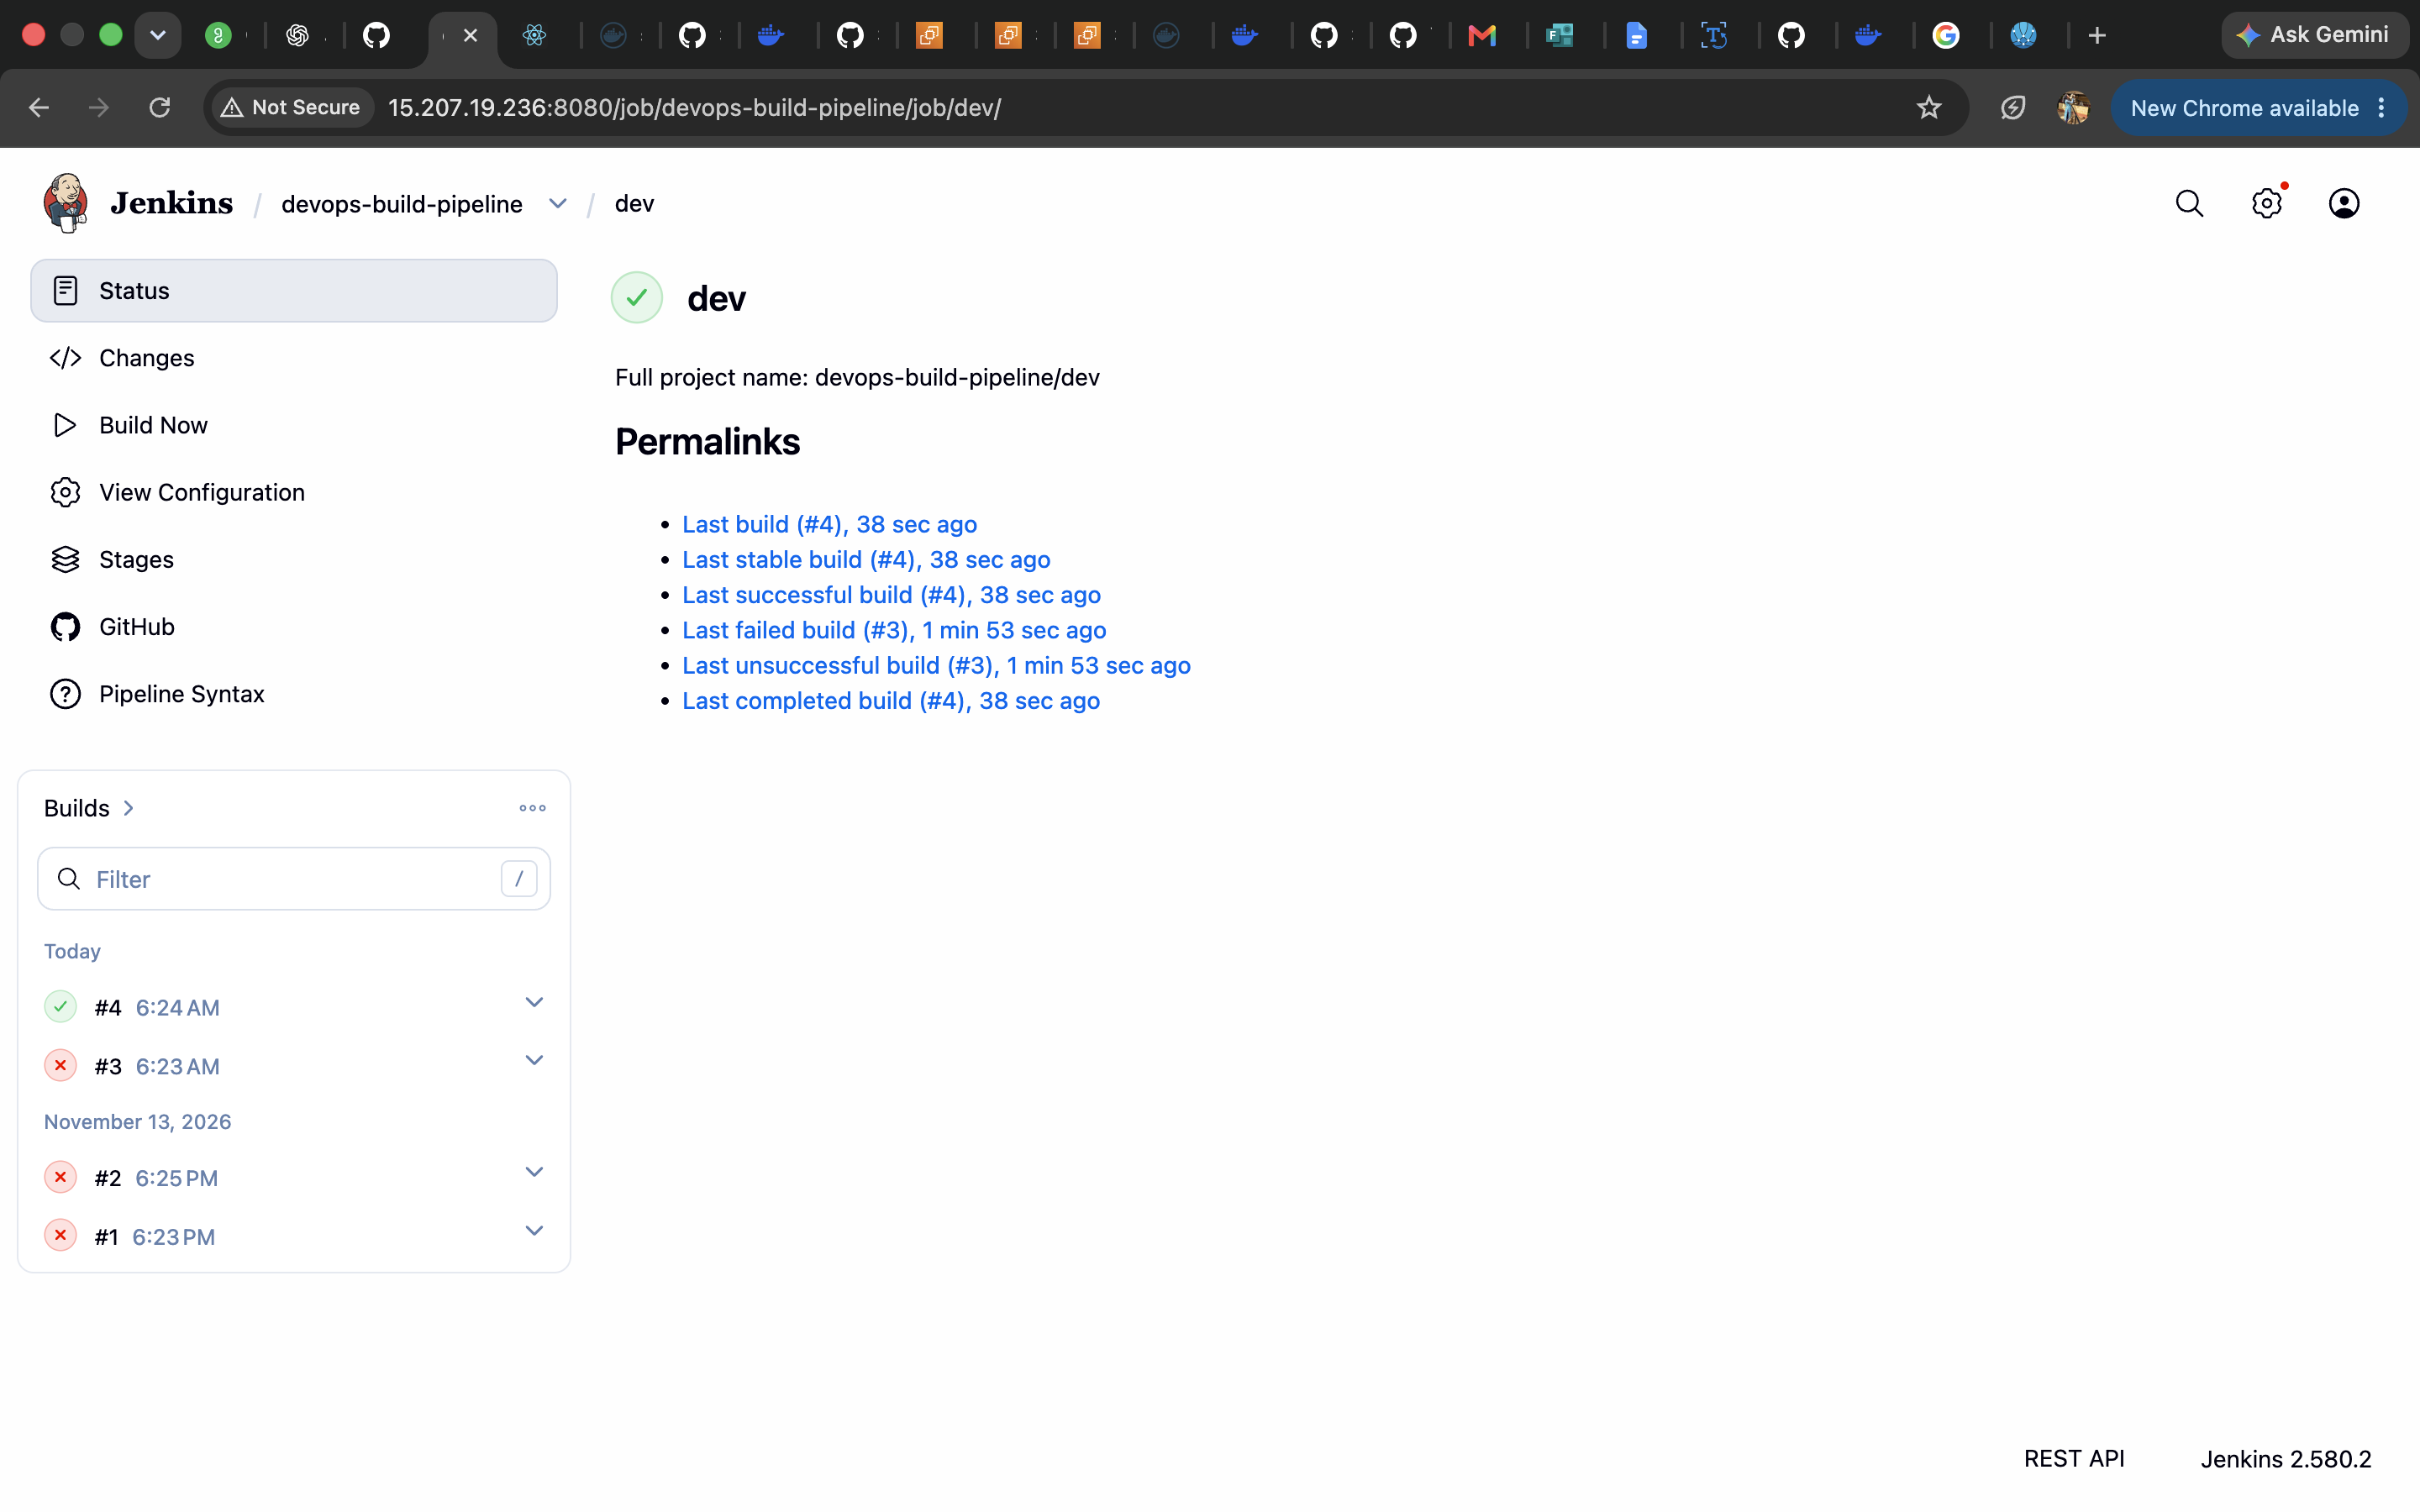 Ask Gemini
Not Secure 15.207.19.236:8080/job/devops-build-pipeline/job/dev/ New Chrome available
Jenkins / devops-build-pipeline / dev
Status
Changes
Build Now
View Configuration
Stages
GitHub
Pipeline Syntax
Builds
Filter /
Today
#4 6:24 AM
#3 6:23 AM
November 13, 2026
#2 6:25 PM
#1 6:23 PM
dev
Full project name: devops-build-pipeline/dev
Permalinks
• Last build (#4), 38 sec ago
• Last stable build (#4), 38 sec ago
• Last successful build (#4), 38 sec ago
• Last failed build (#3), 1 min 53 sec ago
• Last unsuccessful build (#3), 1 min 53 sec ago
• Last completed build (#4), 38 sec ago
REST API Jenkins 2.580.2